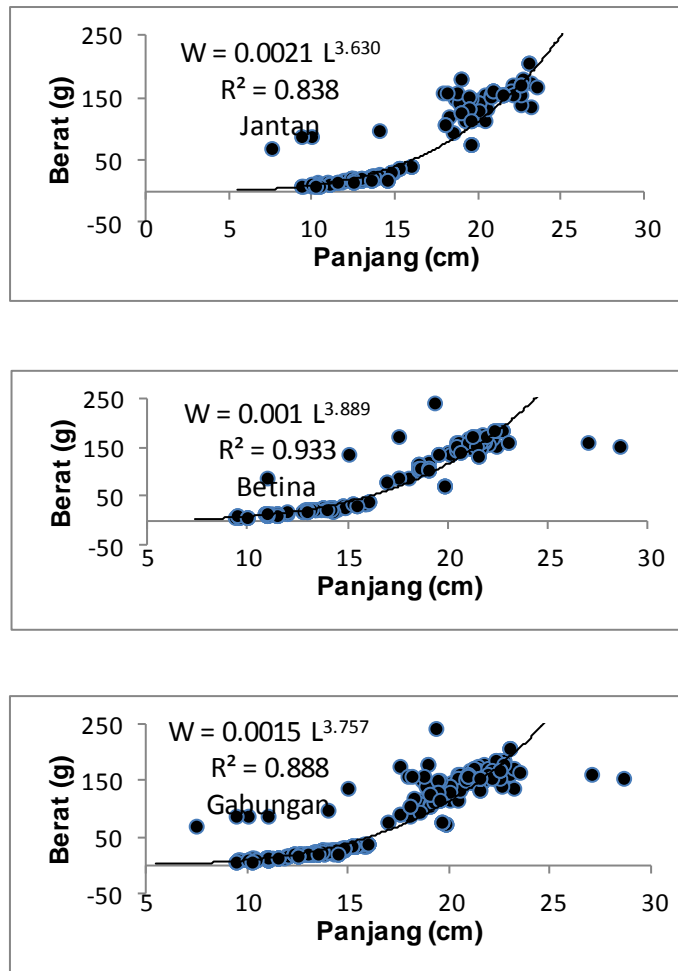 250
150
50
-50
Berat (g)
W = 0.0021 L^3.630
R² = 0.838
Jantan
0 5 10 15 20 25 30
Panjang (cm)
250
150
50
-50
Berat (g)
W = 0.001 L^3.889
R² = 0.933
Betina
5 10 15 20 25 30
Panjang (cm)
250
150
50
-50
Berat (g)
W = 0.0015 L^3.757
R² = 0.888
Gabungan
5 10 15 20 25 30
Panjang (cm)